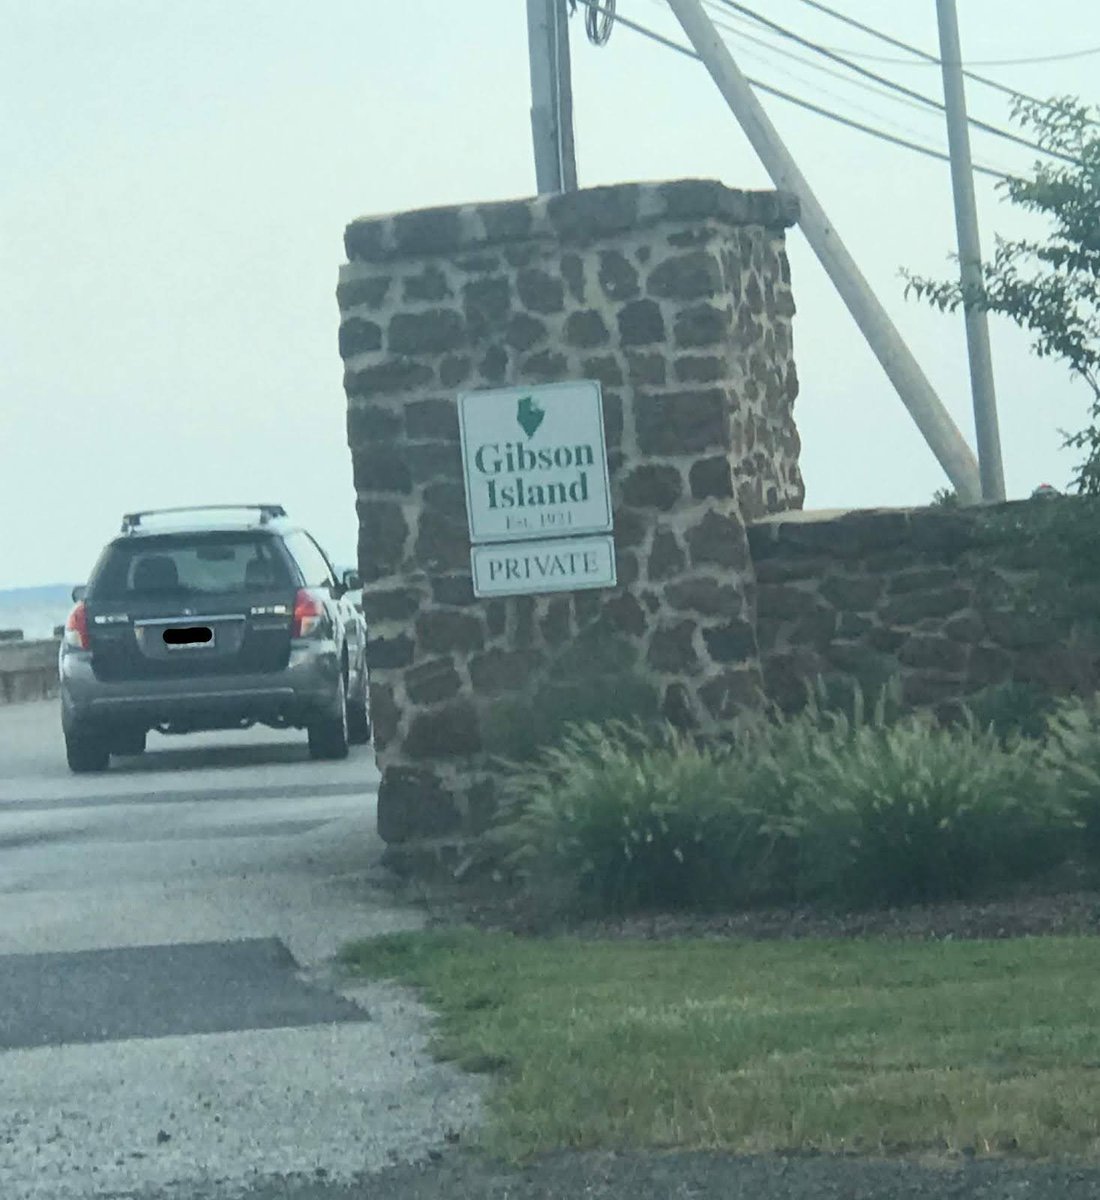 Gibson
Island
Est. 1921
PRIVATE